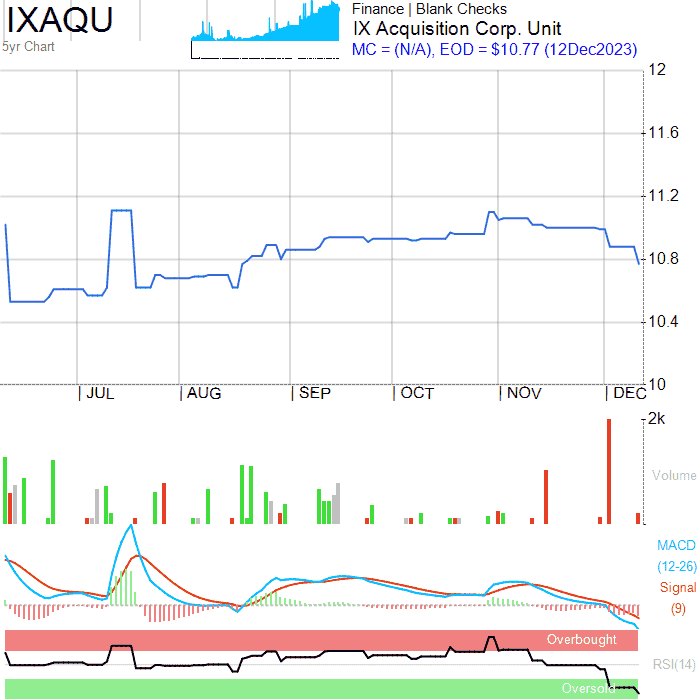 IXAQU
5yr Chart
Finance | Blank Checks
IX Acquisition Corp. Unit
MC = (N/A), EOD = $10.77 (12Dec2023)
12
11.6
11.2
10.8
10.4
10
| JUL | AUG | SEP | OCT | NOV | DEC
2k
Volume
MACD
(12-26)
Signal
(9)
Overbought
RSI(14)
Oversold